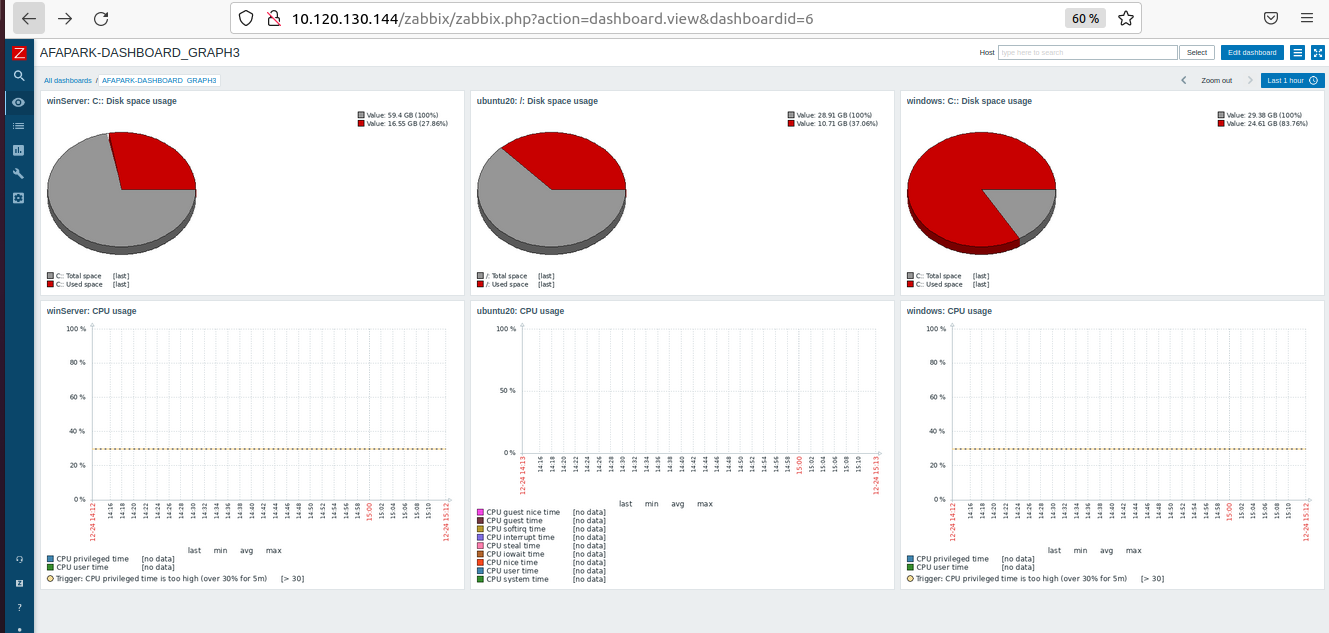 10.120.130.144/zabbix/zabbix.php?action=dashboard.view&dashboardid=6
60 %
Z
AFAPARK-DASHBOARD_GRAPH3
Host
type here to search
Select
Edit dashboard
All dashboards / AFAPARK-DASHBOARD_GRAPH3
Zoom out
Last 1 hour
winServer: C:: Disk space usage
Value: 59.4 GB (100%)
Value: 16.55 GB (27.86%)
C:: Total space [last]
C:: Used space [last]
ubuntu20: /: Disk space usage
Value: 28.91 GB (100%)
Value: 10.71 GB (37.06%)
/: Total space [last]
/: Used space [last]
windows: C:: Disk space usage
Value: 29.38 GB (100%)
Value: 24.61 GB (83.76%)
C:: Total space [last]
C:: Used space [last]
winServer: CPU usage
100 %
80 %
60 %
40 %
20 %
0 %
12-24 14:12 14:16 14:18 14:20 14:22 14:24 14:26 14:28 14:30 14:32 14:34 14:36 14:38 14:40 14:42 14:44 14:46 14:48 14:50 14:52 14:54 14:56 14:58 15:00 15:02 15:04 15:06 15:08 15:10 12-24 15:12
last min avg max
CPU privileged time [no data]
CPU user time [no data]
Trigger: CPU privileged time is too high (over 30% for 5m) [> 30]
ubuntu20: CPU usage
100 %
50 %
0 %
12-24 14:13 14:16 14:18 14:20 14:22 14:24 14:26 14:28 14:30 14:32 14:34 14:36 14:38 14:40 14:42 14:44 14:46 14:48 14:50 14:52 14:54 14:56 14:58 15:00 15:02 15:04 15:06 15:08 15:10 12-24 15:13
last min avg max
CPU guest nice time [no data]
CPU guest time [no data]
CPU softirq time [no data]
CPU interrupt time [no data]
CPU steal time [no data]
CPU iowait time [no data]
CPU nice time [no data]
CPU user time [no data]
CPU system time [no data]
windows: CPU usage
100 %
80 %
60 %
40 %
20 %
0 %
12-24 14:12 14:16 14:18 14:20 14:22 14:24 14:26 14:28 14:30 14:32 14:34 14:36 14:38 14:40 14:42 14:44 14:46 14:48 14:50 14:52 14:54 14:56 14:58 15:00 15:02 15:04 15:06 15:08 15:10 12-24 15:12
last min avg max
CPU privileged time [no data]
CPU user time [no data]
Trigger: CPU privileged time is too high (over 30% for 5m) [> 30]
Z
?